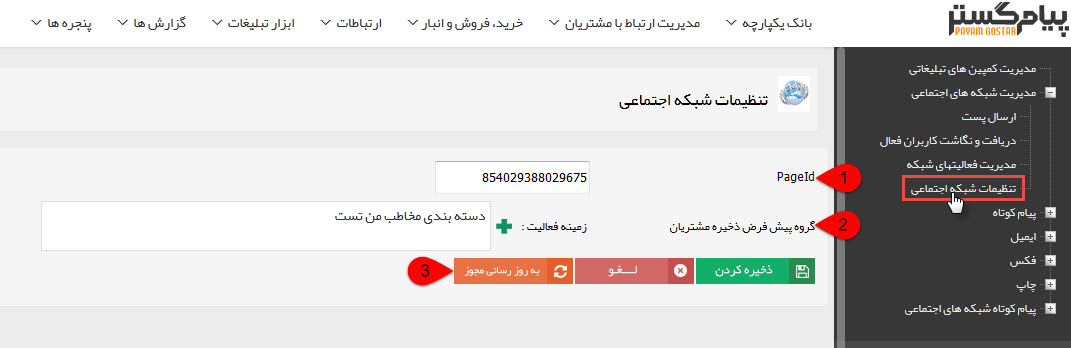 پیام گستر
PAYAM GOSTAR
بانک یکپارچه
مدیریت ارتباط با مشتریان
خرید، فروش و انبار
ارتباطات
ابزار تبلیغات
گزارش ها
پنجره ها
مدیریت کمپین های تبلیغاتی
مدیریت شبکه های اجتماعی
ارسال پست
دریافت و نگاشت کاربران فعال
مدیریت فعالیتهای شبکه
تنظیمات شبکه اجتماعی
پیام کوتاه
ایمیل
فکس
چاپ
پیام کوتاه شبکه های اجتماعی
تنظیمات شبکه اجتماعی
1
PageId
854029388029675
2
گروه پیش فرض ذخیره مشتریان
زمینه فعالیت :
دسته بندی مخاطب من تست
ذخیره کردن
لـــغو
به روز رسانی مجوز
3